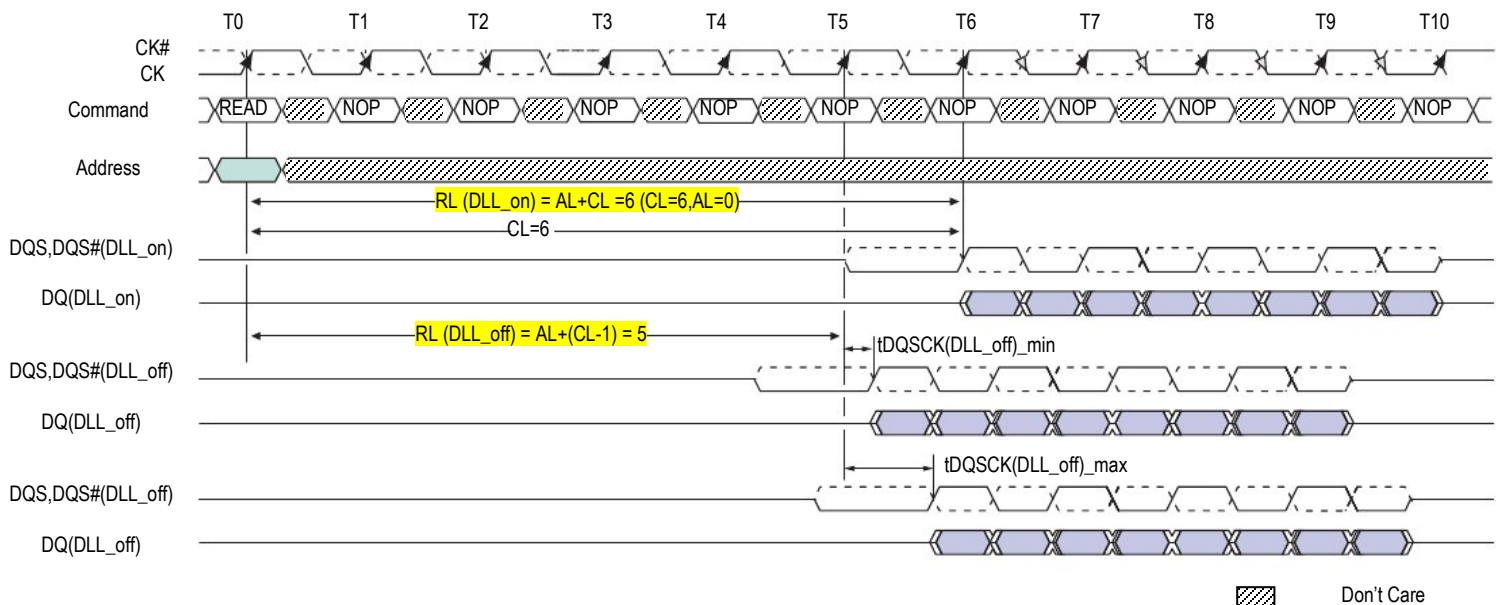 T0 T1 T2 T3 T4 T5 T6 T7 T8 T9 T10
CK#
CK
Command READ NOP NOP NOP NOP NOP NOP NOP NOP NOP NOP
Address
RL (DLL_on) = AL+CL =6 (CL=6,AL=0)
CL=6
DQS,DQS#(DLL_on)
DQ(DLL_on)
RL (DLL_off) = AL+(CL-1) = 5
tDQSCK(DLL_off)_min
DQS,DQS#(DLL_off)
DQ(DLL_off)
tDQSCK(DLL_off)_max
DQS,DQS#(DLL_off)
DQ(DLL_off)
Don't Care